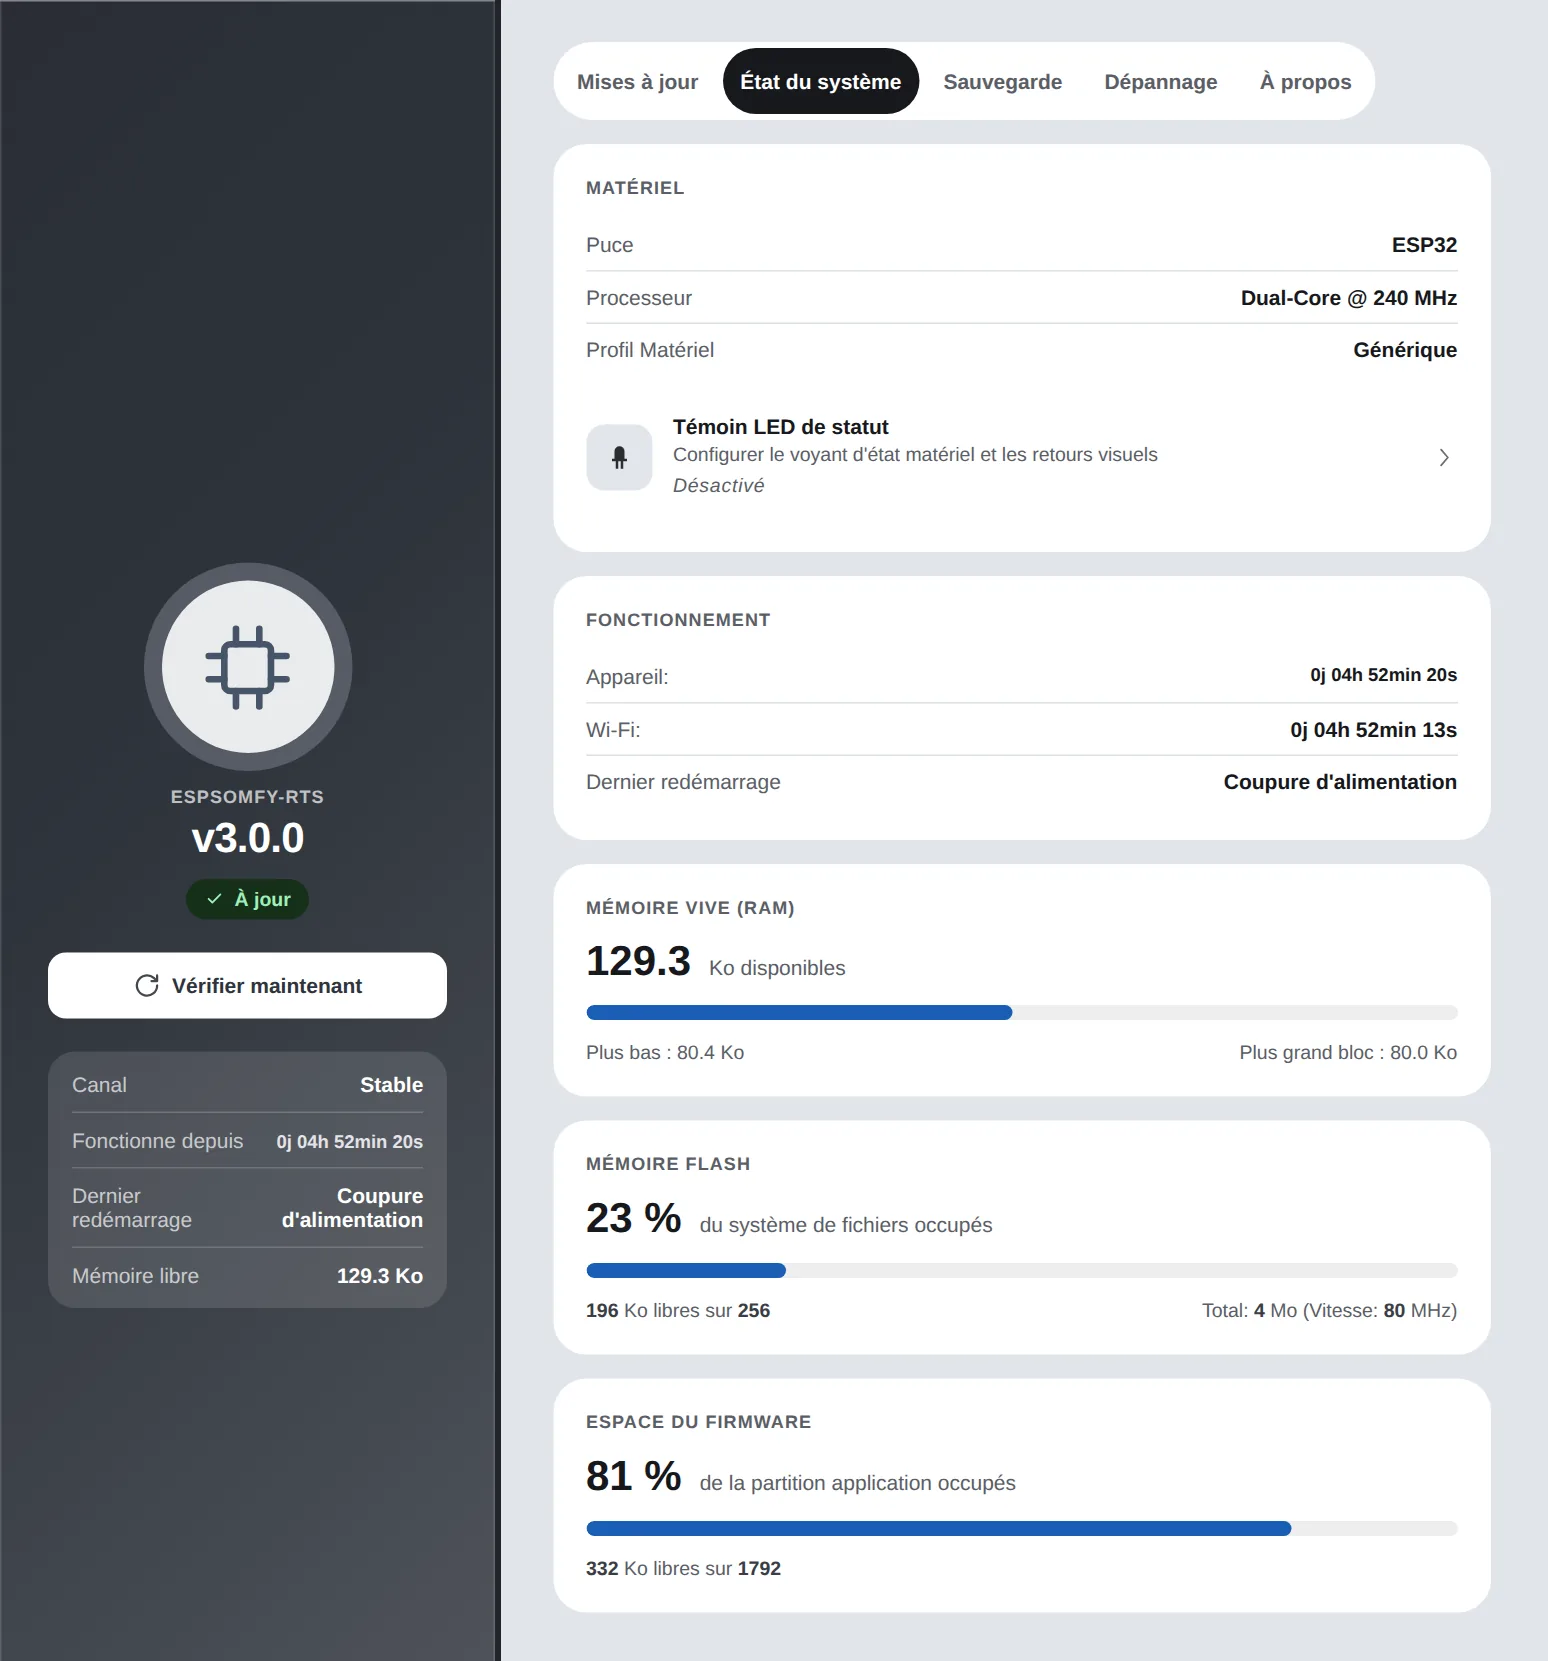 ESPSOMFY-RTS
v3.0.0
À jour
Vérifier maintenant
Canal Stable
Fonctionne depuis 0j 04h 52min 20s
Dernier redémarrage Coupure d'alimentation
Mémoire libre 129.3 Ko
Mises à jour État du système Sauvegarde Dépannage À propos
MATÉRIEL
Puce ESP32
Processeur Dual-Core @ 240 MHz
Profil Matériel Générique
Témoin LED de statut
Configurer le voyant d'état matériel et les retours visuels
Désactivé
FONCTIONNEMENT
Appareil: 0j 04h 52min 20s
Wi-Fi: 0j 04h 52min 13s
Dernier redémarrage Coupure d'alimentation
MÉMOIRE VIVE (RAM)
129.3 Ko disponibles
Plus bas : 80.4 Ko Plus grand bloc : 80.0 Ko
MÉMOIRE FLASH
23 % du système de fichiers occupés
196 Ko libres sur 256 Total: 4 Mo (Vitesse: 80 MHz)
ESPACE DU FIRMWARE
81 % de la partition application occupés
332 Ko libres sur 1792